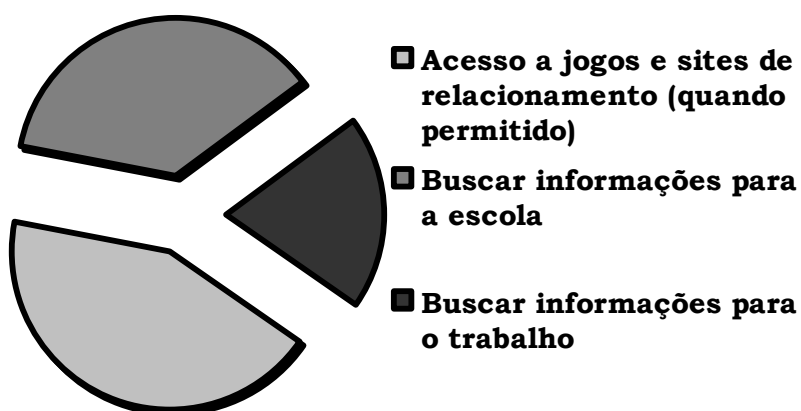 Acesso a jogos e sites de
relacionamento (quando
permitido)
Buscar informações para
a escola
Buscar informações para
o trabalho